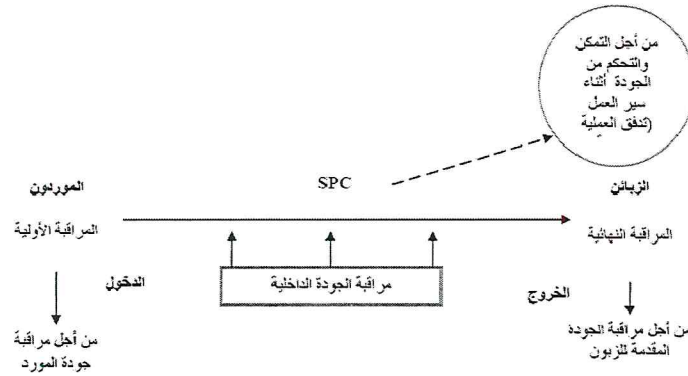 من أجل التمكن
والتحكم من
الجودة أثناء
سير العمل
(تدفق العملية
الموردون
SPC
الزبائن
المراقبة الأولية
المراقبة النهائية
الدخول
مراقبة الجودة الداخلية
الخروج
من أجل مراقبة
جودة المورد
من أجل مراقبة الجودة
المقدمة للزبون